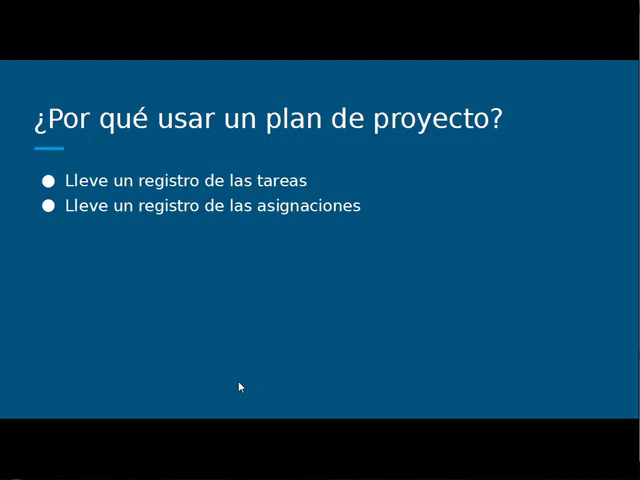 ¿Por qué usar un plan de proyecto?
● Lleve un registro de las tareas
● Lleve un registro de las asignaciones